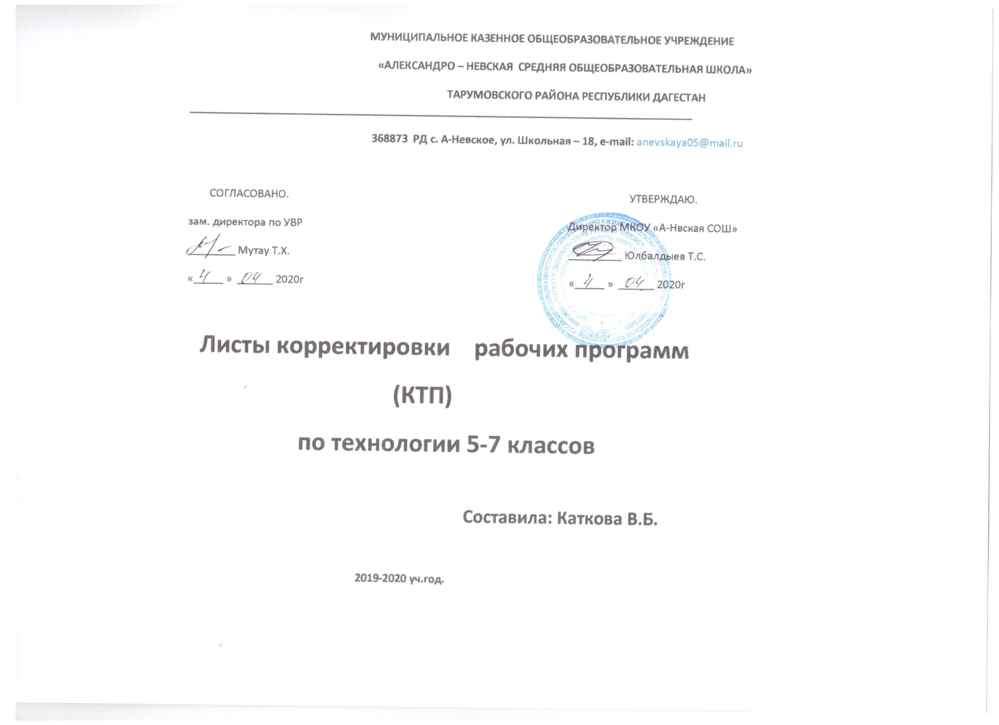 МУНИЦИПАЛЬНОЕ КАЗЕННОЕ ОБЩЕОБРАЗОВАТЕЛЬНОЕ УЧРЕЖДЕНИЕ
«АЛЕКСАНДРО – НЕВСКАЯ СРЕДНЯЯ ОБЩЕОБРАЗОВАТЕЛЬНАЯ ШКОЛА»
ТАРУМОВСКОГО РАЙОНА РЕСПУБЛИКИ ДАГЕСТАН
368873 РД с. А-Невское, ул. Школьная – 18, e-mail: anevskaya05@mail.ru
СОГЛАСОВАНО.
зам. директора по УВР
Мутау Т.Х.
« 4 » 04 2020г
УТВЕРЖДАЮ.
Директор МКОУ «А-Нвская СОШ»
Юлбалдыев Т.С.
« 4 » 04 2020г
Листы корректировки рабочих программ
(КТП)
по технологии 5-7 классов
Составила: Каткова В.Б.
2019-2020 уч.год.